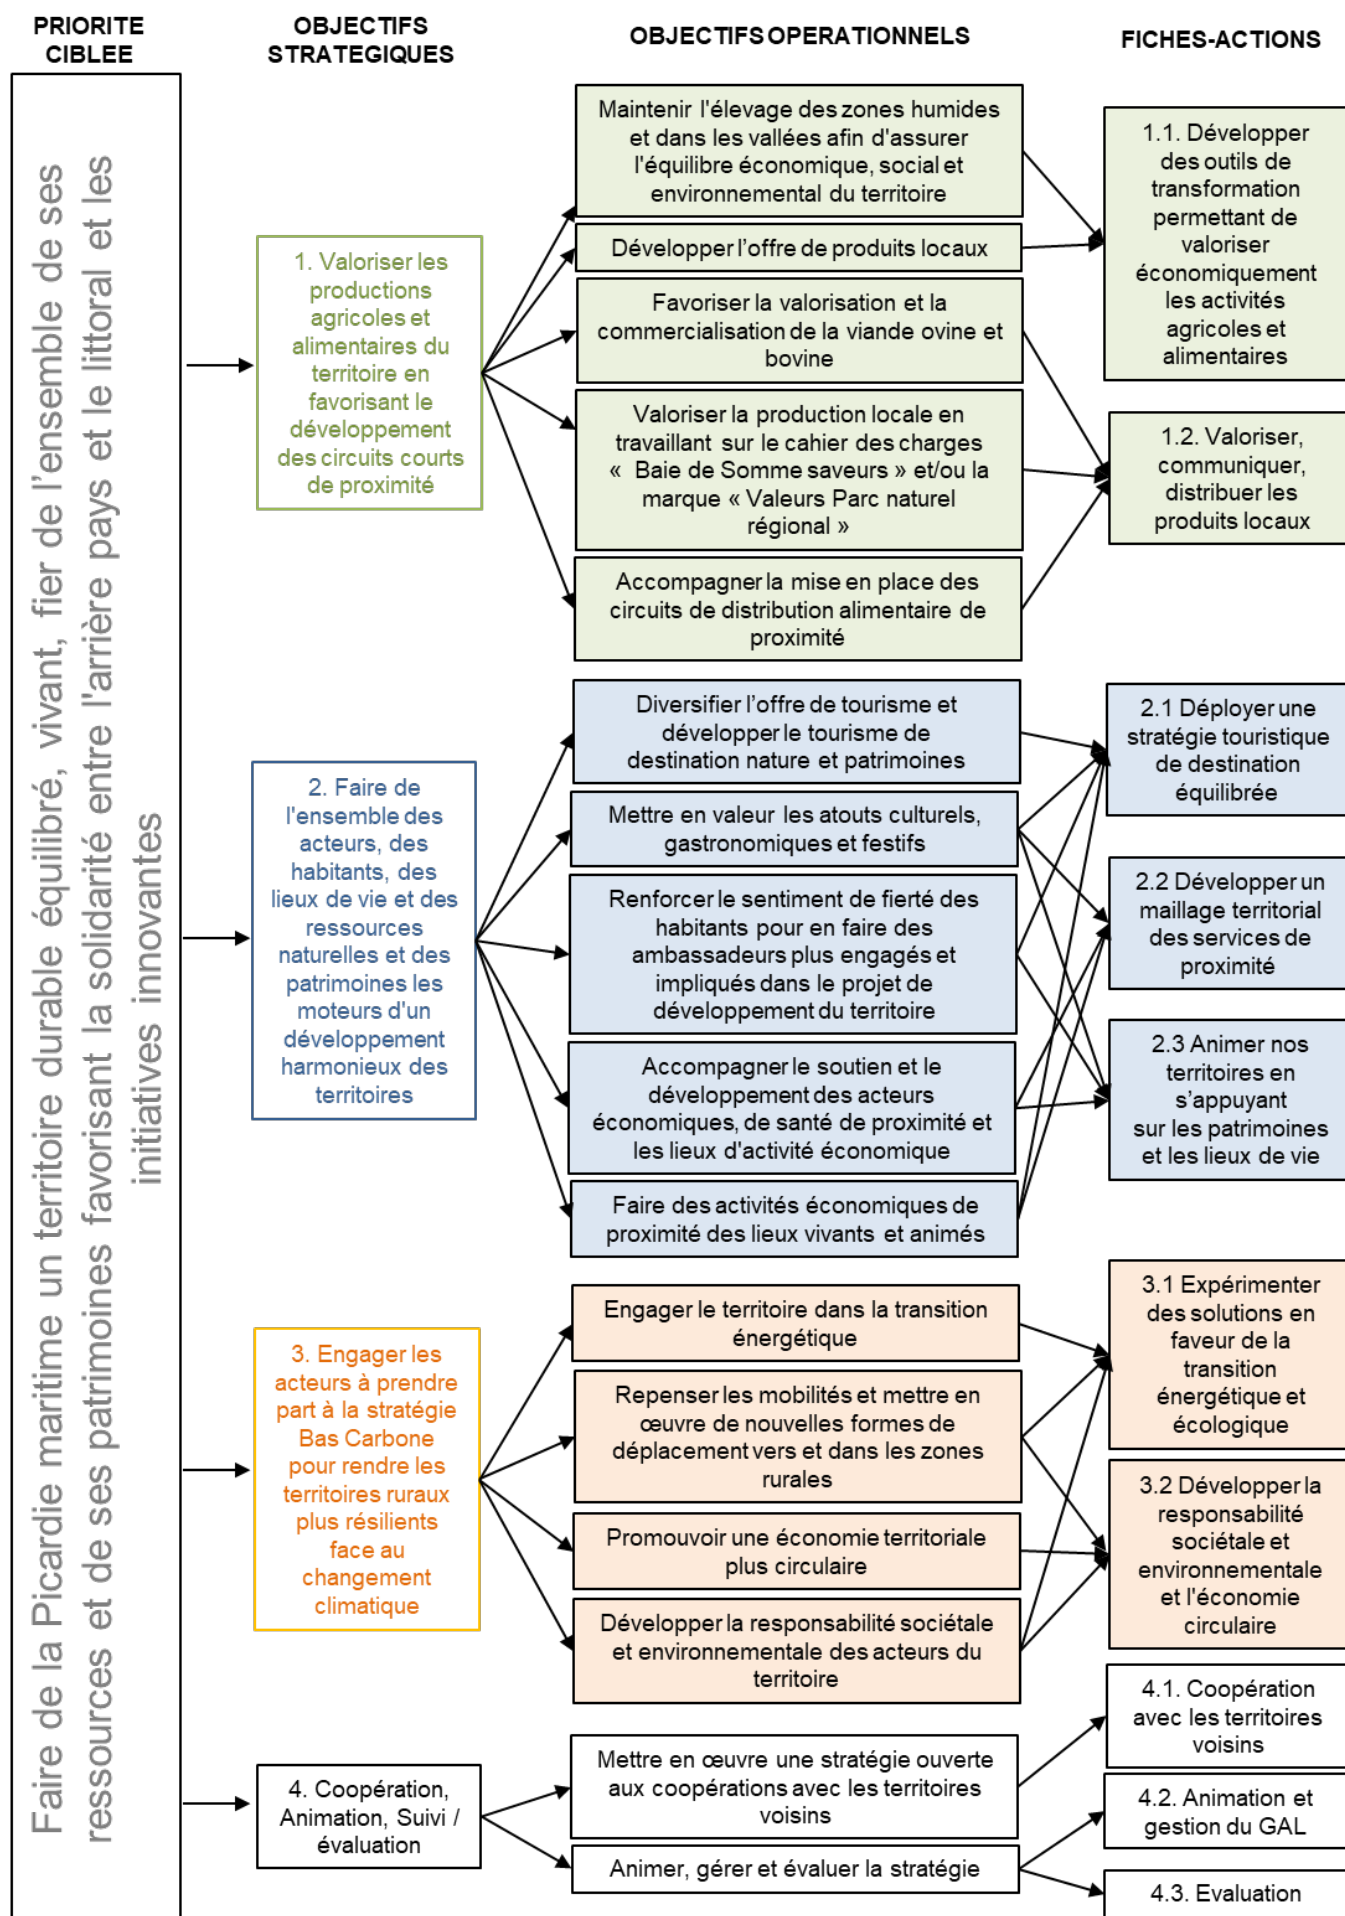 PRIORITE
CIBLEE
OBJECTIFS
STRATEGIQUES
OBJECTIFS OPERATIONNELS
FICHES-ACTIONS
Faire de la Picardie maritime un territoire durable équilibré, vivant, fier de l'ensemble de ses
ressources et de ses patrimoines favorisant la solidarité entre l'arrière pays et le littoral et les
initiatives innovantes
1. Valoriser les
productions
agricoles et
alimentaires du
territoire en
favorisant le
développement
des circuits courts
de proximité
Maintenir l'élevage des zones humides
et dans les vallées afin d'assurer
l'équilibre économique, social et
environnemental du territoire
Développer l'offre de produits locaux
Favoriser la valorisation et la
commercialisation de la viande ovine et
bovine
Valoriser la production locale en
travaillant sur le cahier des charges
« Baie de Somme saveurs » et/ou la
marque « Valeurs Parc naturel
régional »
Accompagner la mise en place des
circuits de distribution alimentaire de
proximité
1.1. Développer
des outils de
transformation
permettant de
valoriser
économiquement
les activités
agricoles et
alimentaires
1.2. Valoriser,
communiquer,
distribuer les
produits locaux
2. Faire de
l'ensemble des
acteurs, des
habitants, des
lieux de vie et des
ressources
naturelles et des
patrimoines les
moteurs d'un
développement
harmonieux des
territoires
Diversifier l'offre de tourisme et
développer le tourisme de
destination nature et patrimoines
Mettre en valeur les atouts culturels,
gastronomiques et festifs
Renforcer le sentiment de fierté des
habitants pour en faire des
ambassadeurs plus engagés et
impliqués dans le projet de
développement du territoire
Accompagner le soutien et le
développement des acteurs
économiques, de santé de proximité et
les lieux d'activité économique
Faire des activités économiques de
proximité des lieux vivants et animés
2.1 Déployer une
stratégie touristique
de destination
équilibrée
2.2 Développer un
maillage territorial
des services de
proximité
2.3 Animer nos
territoires en
s'appuyant
sur les patrimoines
et les lieux de vie
3. Engager les
acteurs à prendre
part à la stratégie
Bas Carbone
pour rendre les
territoires ruraux
plus résilients
face au
changement
climatique
Engager le territoire dans la transition
énergétique
Repenser les mobilités et mettre en
œuvre de nouvelles formes de
déplacement vers et dans les zones
rurales
Promouvoir une économie territoriale
plus circulaire
Développer la responsabilité sociétale
et environnementale des acteurs du
territoire
3.1 Expérimenter
des solutions en
faveur de la
transition
énergétique et
écologique
3.2 Développer la
responsabilité
sociétale et
environnementale
et l'économie
circulaire
4. Coopération,
Animation, Suivi /
évaluation
Mettre en œuvre une stratégie ouverte
aux coopérations avec les territoires
voisins
Animer, gérer et évaluer la stratégie
4.1. Coopération
avec les territoires
voisins
4.2. Animation et
gestion du GAL
4.3. Evaluation